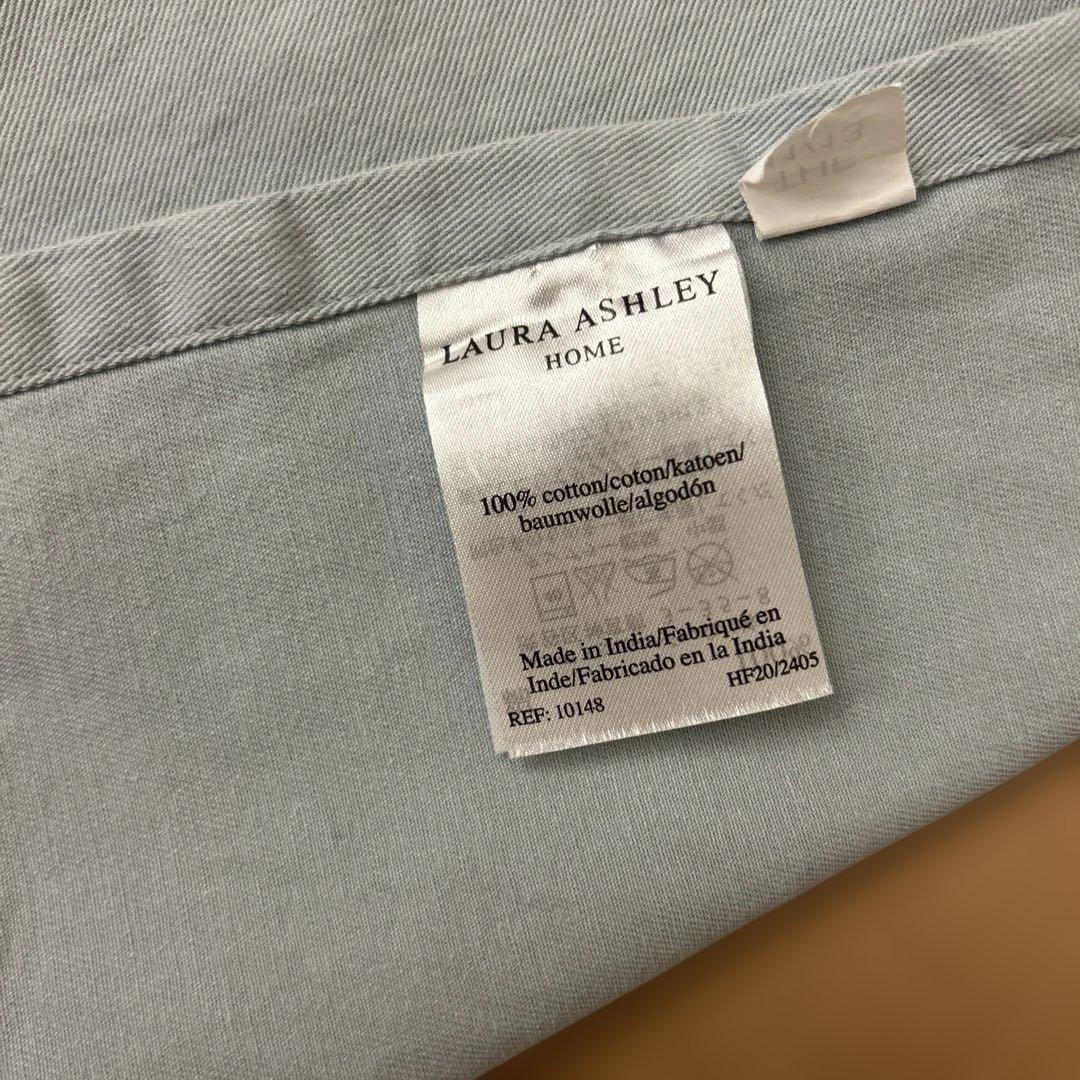 LAURA ASHLEY
HOME
100% cotton/coton/katoen/
baumwolle/algodón
Made in India/Fabriqué en
Inde/Fabricado en la India
HF20/2405
REF: 10148